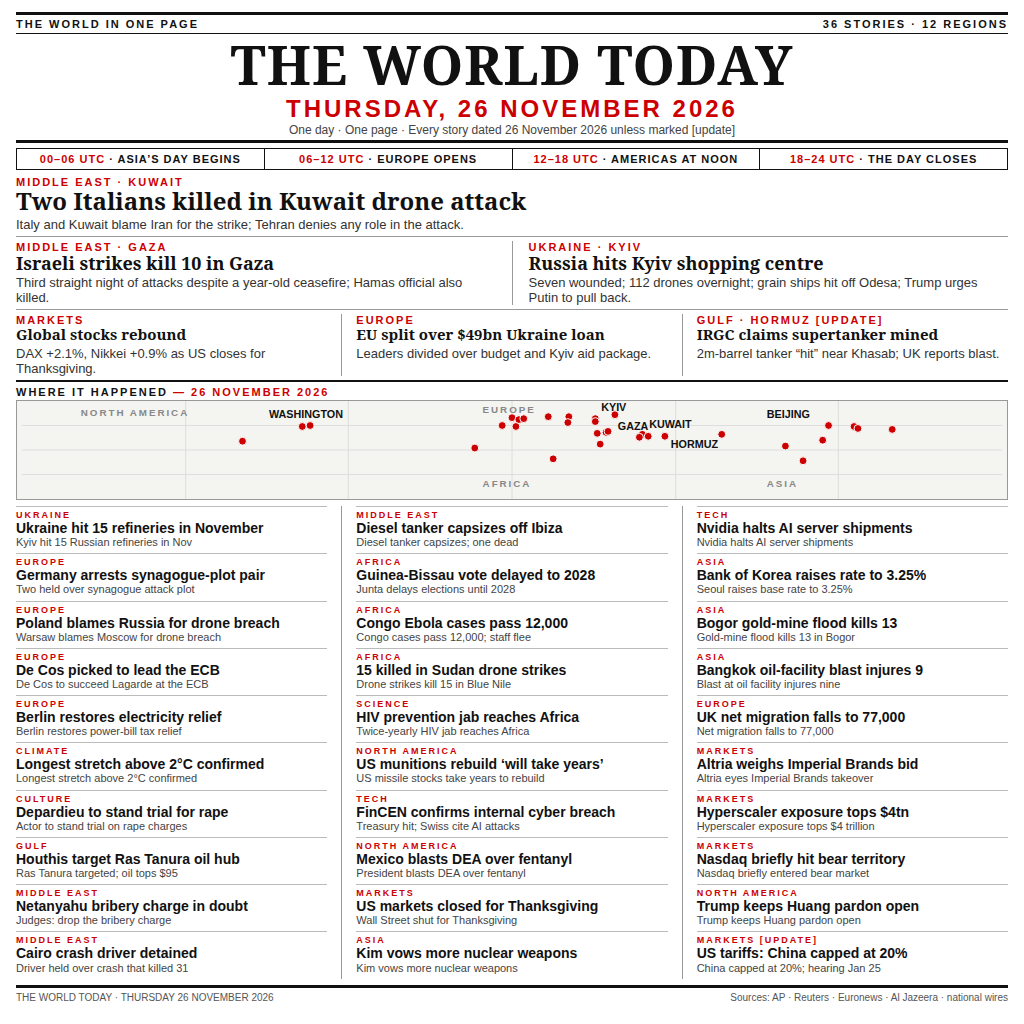 THE WORLD IN ONE PAGE
36 STORIES · 12 REGIONS
THE WORLD TODAY
THURSDAY, 26 NOVEMBER 2026
One day · One page · Every story dated 26 November 2026 unless marked [update]
00–06 UTC · ASIA'S DAY BEGINS
06–12 UTC · EUROPE OPENS
12–18 UTC · AMERICAS AT NOON
18–24 UTC · THE DAY CLOSES
MIDDLE EAST · KUWAIT
Two Italians killed in Kuwait drone attack
Italy and Kuwait blame Iran for the strike; Tehran denies any role in the attack.
MIDDLE EAST · GAZA
Israeli strikes kill 10 in Gaza
Third straight night of attacks despite a year-old ceasefire; Hamas official also
killed.
UKRAINE · KYIV
Russia hits Kyiv shopping centre
Seven wounded; 112 drones overnight; grain ships hit off Odesa; Trump urges
Putin to pull back.
MARKETS
Global stocks rebound
DAX +2.1%, Nikkei +0.9% as US closes for
Thanksgiving.
EUROPE
EU split over $49bn Ukraine loan
Leaders divided over budget and Kyiv aid package.
GULF · HORMUZ [UPDATE]
IRGC claims supertanker mined
2m-barrel tanker “hit” near Khasab; UK reports blast.
WHERE IT HAPPENED — 26 NOVEMBER 2026
NORTH AMERICA
WASHINGTON
EUROPE
KYIV
GAZA
KUWAIT
HORMUZ
BEIJING
AFRICA
ASIA
UKRAINE
Ukraine hit 15 refineries in November
Kyiv hit 15 Russian refineries in Nov
EUROPE
Germany arrests synagogue-plot pair
Two held over synagogue attack plot
EUROPE
Poland blames Russia for drone breach
Warsaw blames Moscow for drone breach
EUROPE
De Cos picked to lead the ECB
De Cos to succeed Lagarde at the ECB
EUROPE
Berlin restores electricity relief
Berlin restores power-bill tax relief
CLIMATE
Longest stretch above 2°C confirmed
Longest stretch above 2°C confirmed
CULTURE
Depardieu to stand trial for rape
Actor to stand trial on rape charges
GULF
Houthis target Ras Tanura oil hub
Ras Tanura targeted; oil tops $95
MIDDLE EAST
Netanyahu bribery charge in doubt
Judges: drop the bribery charge
MIDDLE EAST
Cairo crash driver detained
Driver held over crash that killed 31
MIDDLE EAST
Diesel tanker capsizes off Ibiza
Diesel tanker capsizes; one dead
AFRICA
Guinea-Bissau vote delayed to 2028
Junta delays elections until 2028
AFRICA
Congo Ebola cases pass 12,000
Congo cases pass 12,000; staff flee
AFRICA
15 killed in Sudan drone strikes
Drone strikes kill 15 in Blue Nile
SCIENCE
HIV prevention jab reaches Africa
Twice-yearly HIV jab reaches Africa
NORTH AMERICA
US munitions rebuild ‘will take years’
US missile stocks take years to rebuild
TECH
FinCEN confirms internal cyber breach
Treasury hit; Swiss cite AI attacks
NORTH AMERICA
Mexico blasts DEA over fentanyl
President blasts DEA over fentanyl
MARKETS
US markets closed for Thanksgiving
Wall Street shut for Thanksgiving
ASIA
Kim vows more nuclear weapons
Kim vows more nuclear weapons
TECH
Nvidia halts AI server shipments
Nvidia halts AI server shipments
ASIA
Bank of Korea raises rate to 3.25%
Seoul raises base rate to 3.25%
ASIA
Bogor gold-mine flood kills 13
Gold-mine flood kills 13 in Bogor
ASIA
Bangkok oil-facility blast injures 9
Blast at oil facility injures nine
EUROPE
UK net migration falls to 77,000
Net migration falls to 77,000
MARKETS
Altria weighs Imperial Brands bid
Altria eyes Imperial Brands takeover
MARKETS
Hyperscaler exposure tops $4tn
Hyperscaler exposure tops $4 trillion
MARKETS
Nasdaq briefly hit bear territory
Nasdaq briefly entered bear market
NORTH AMERICA
Trump keeps Huang pardon open
Trump keeps Huang pardon open
MARKETS [UPDATE]
US tariffs: China capped at 20%
China capped at 20%; hearing Jan 25
THE WORLD TODAY · THURSDAY 26 NOVEMBER 2026
Sources: AP · Reuters · Euronews · Al Jazeera · national wires